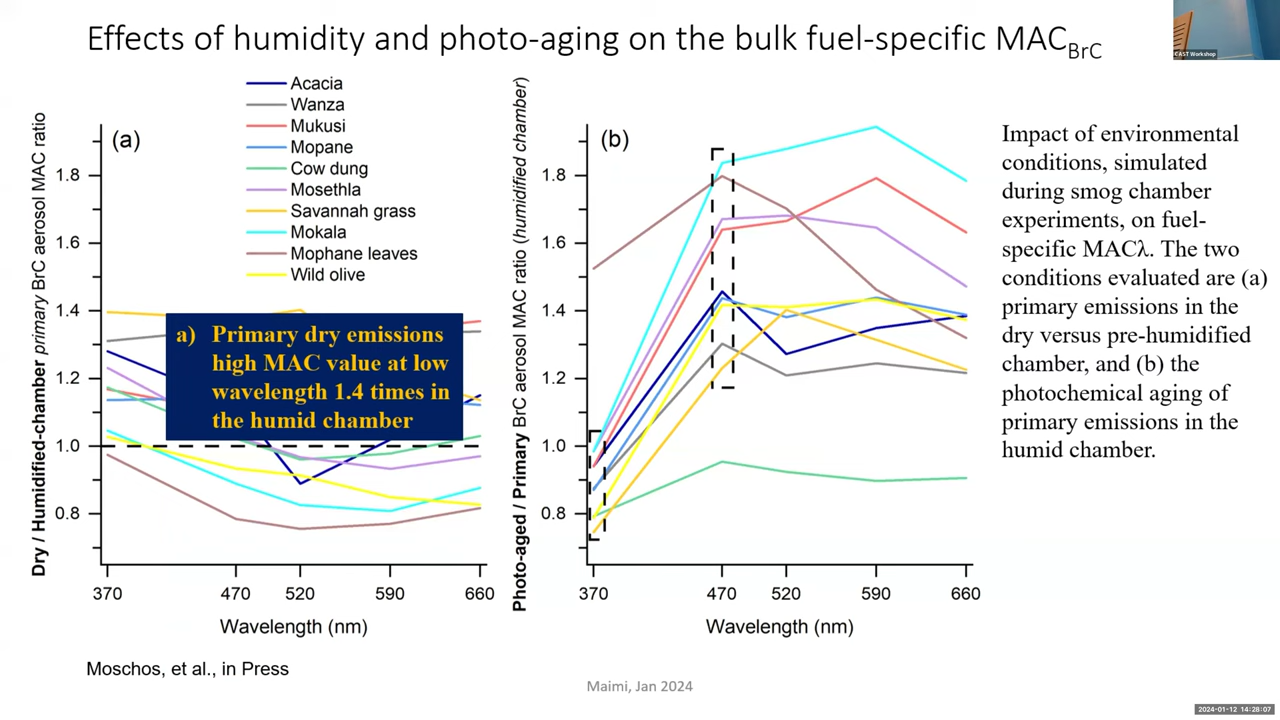 Effects of humidity and photo-aging on the bulk fuel-specific MACBrC
CAST Workshop
Dry / Humidified-chamber primary BrC aerosol MAC ratio
(a)
Acacia
Wanza
Mukusi
Mopane
Cow dung
Mosethla
Savannah grass
Mokala
Mophane leaves
Wild olive
1.8
1.6
1.4
1.2
1.0
0.8
a) Primary dry emissions
high MAC value at low
wavelength 1.4 times in
the humid chamber
370 470 520 590 660
Wavelength (nm)
Photo-aged / Primary BrC aerosol MAC ratio (humidified chamber)
(b)
1.8
1.6
1.4
1.2
1.0
0.8
370 470 520 590 660
Wavelength (nm)
Impact of environmental
conditions, simulated
during smog chamber
experiments, on fuel-
specific MACλ. The two
conditions evaluated are (a)
primary emissions in the
dry versus pre-humidified
chamber, and (b) the
photochemical aging of
primary emissions in the
humid chamber.
Moschos, et al., in Press
Maimi, Jan 2024
2024-01-12 14:28:07